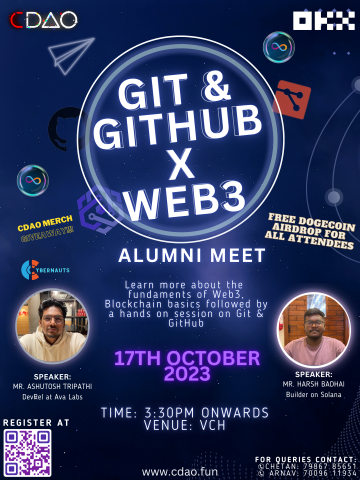 CDAO
OKX
GIT &
GITHUB
X
WEB3
CDAO MERCH
GIVEAWAY!!!
FREE DOGECOIN
AIRDROP FOR
ALL ATTENDEES
ALUMNI MEET
CYBERNAUTS
Learn more about the
fundaments of Web3,
Blockchain basics followed by
a hands on session on Git &
GitHub
SPEAKER:
MR. ASHUTOSH TRIPATHI
DevRel at Ava Labs
17TH OCTOBER
2023
SPEAKER:
MR. HARSH BADHAI
Builder on Solana
TIME: 3:30PM ONWARDS
VENUE: VCH
REGISTER AT
www.cdao.fun
FOR QUERIES CONTACT:
CHETAN: 79867 85651
ARNAV: 70096 11934